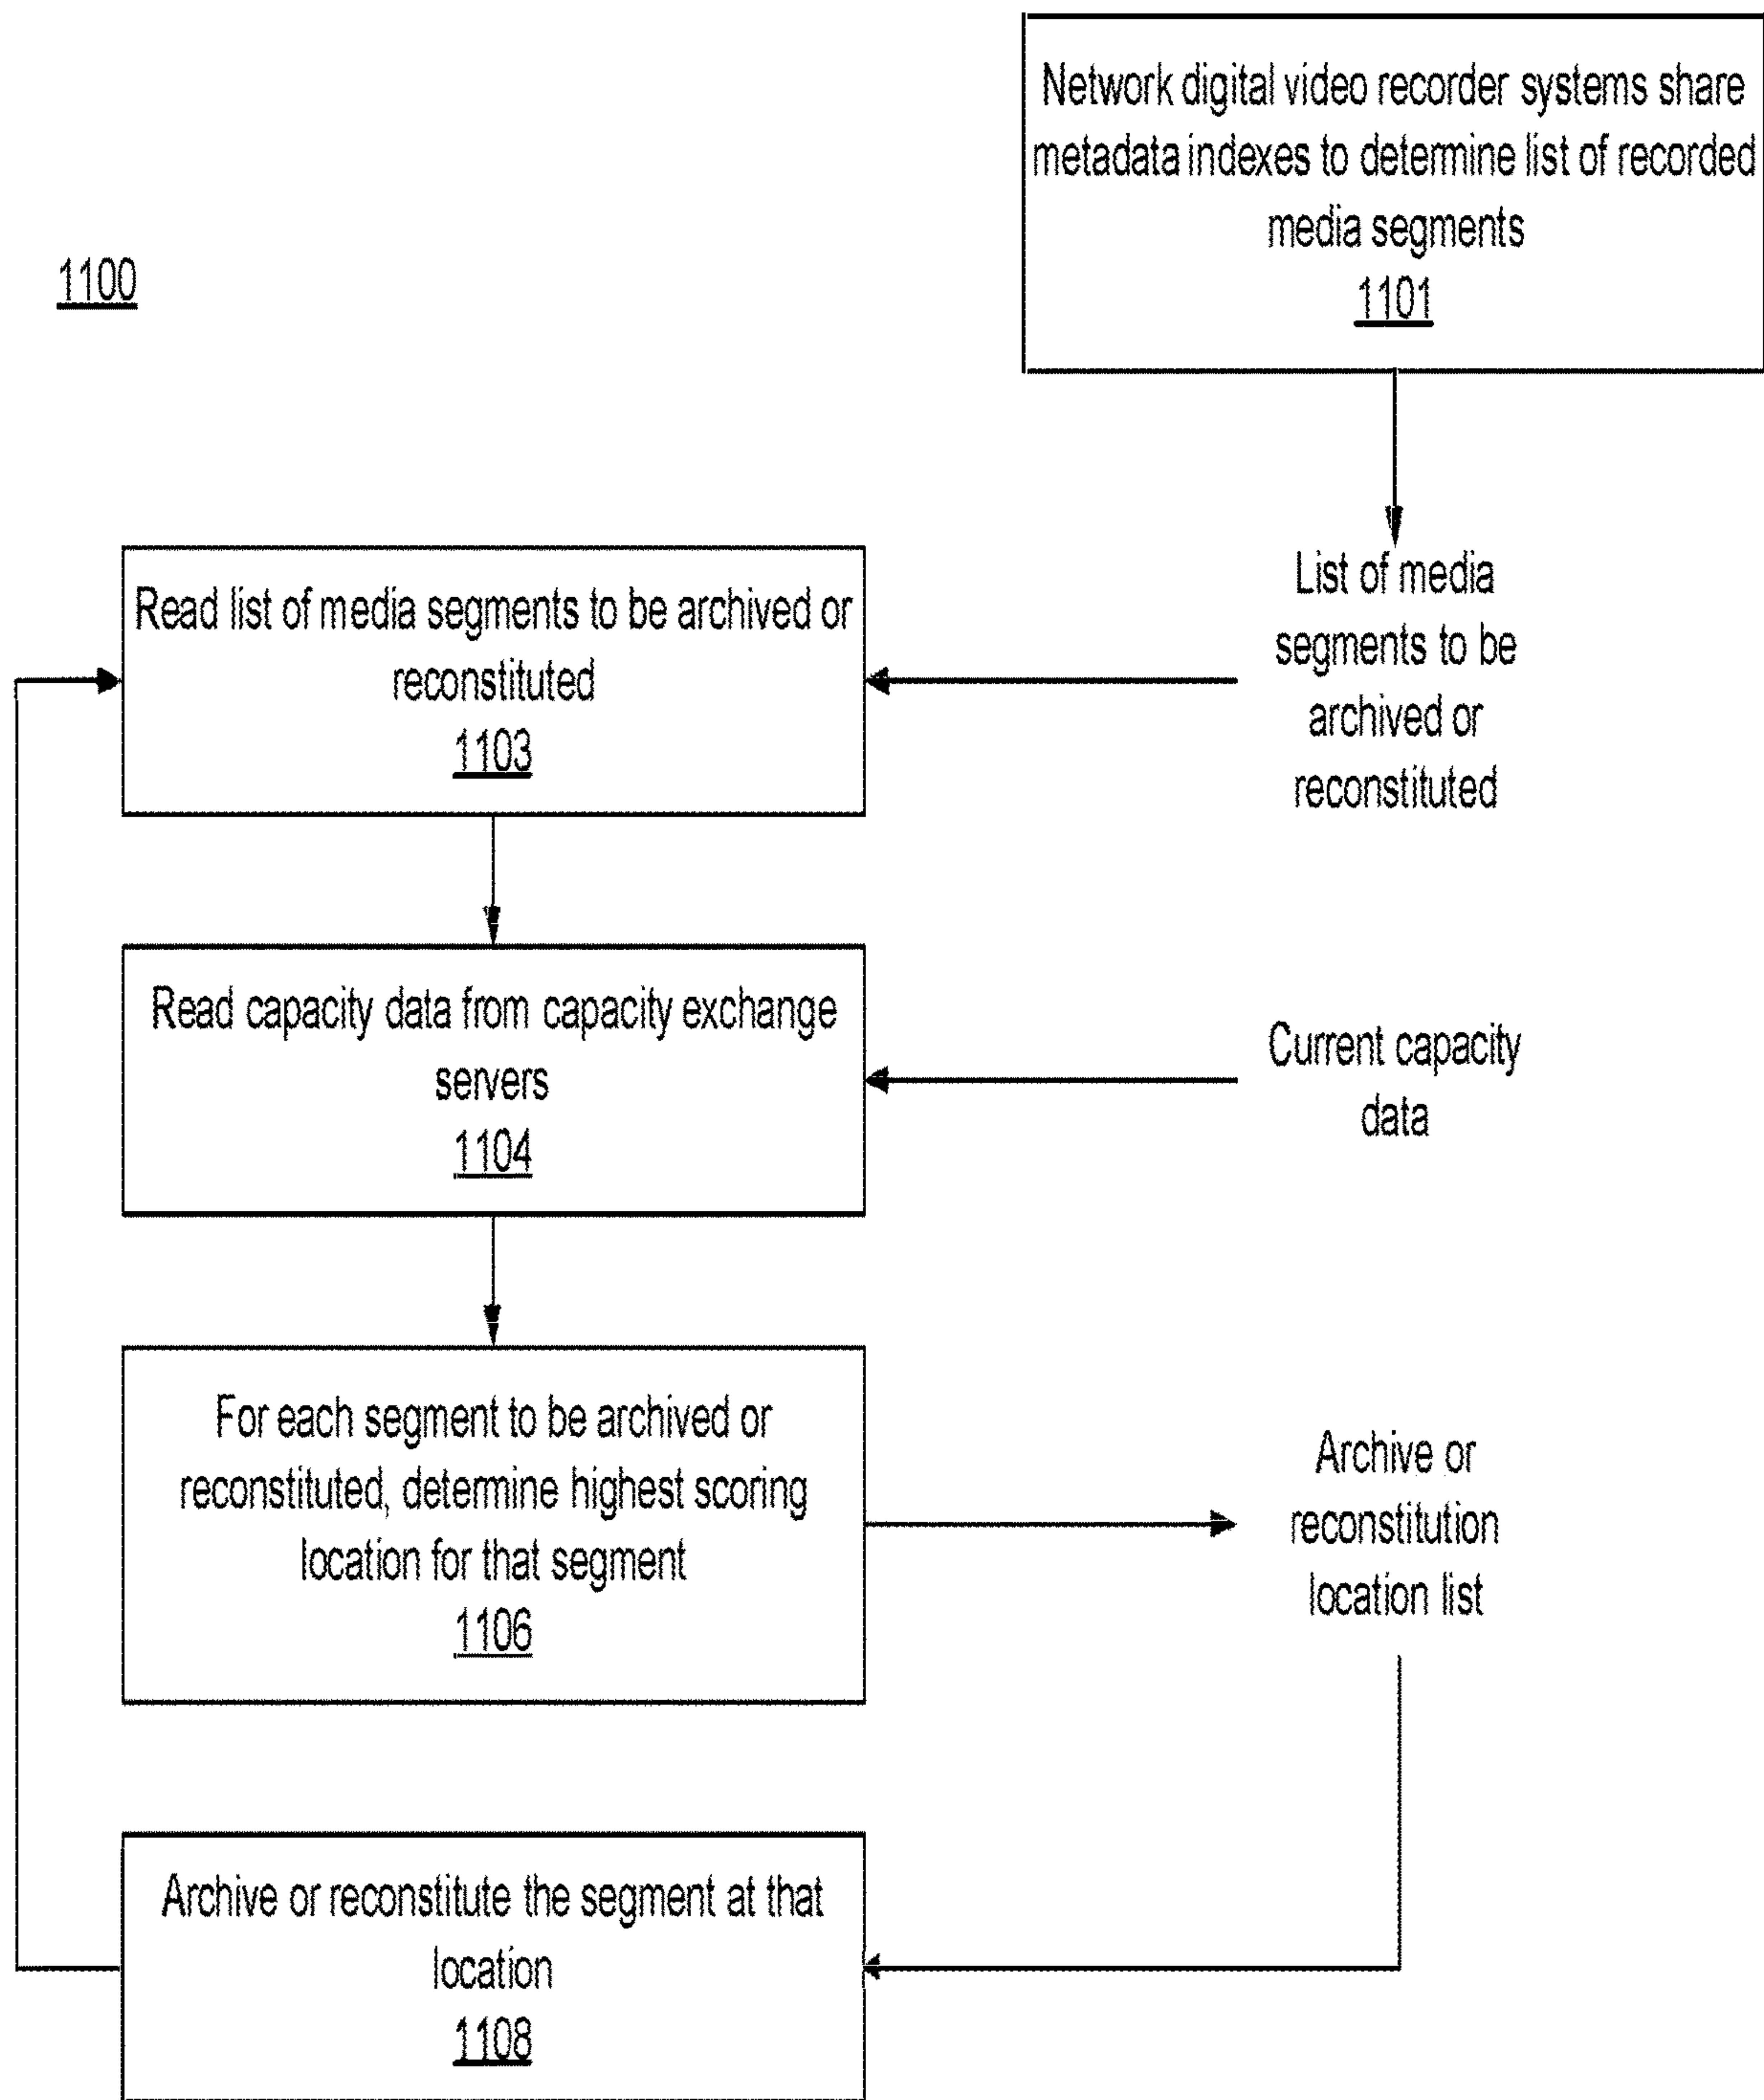 Network digital video recorder systems share
metadata indexes to determine list of recorded
media segments
1101
1100
List of media
segments to be
archived or
reconstituted
Read list of media segments to be archived or
reconstituted
1103
Read capacity data from capacity exchange
servers
1104
Current capacity
data
For each segment to be archived or
reconstituted, determine highest scoring
location for that segment
1106
Archive or
reconstitution
location list
Archive or reconstitute the segment at that
location
1108